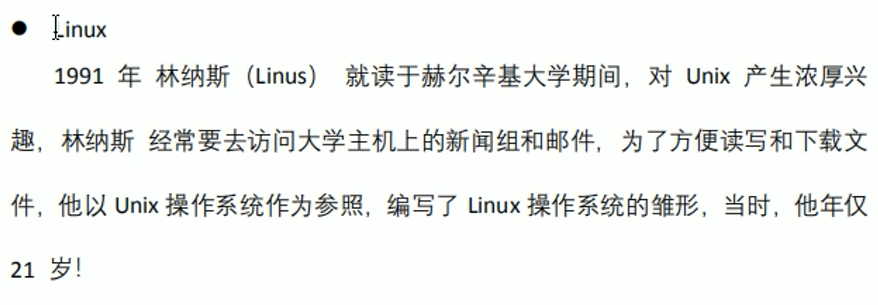 ● Linux
1991 年 林纳斯（Linus） 就读于赫尔辛基大学期间，对 Unix 产生浓厚兴
趣，林纳斯 经常要去访问大学主机上的新闻组和邮件，为了方便读写和下载文
件，他以 Unix 操作系统作为参照，编写了 Linux 操作系统的雏形，当时，他年仅
21 岁！